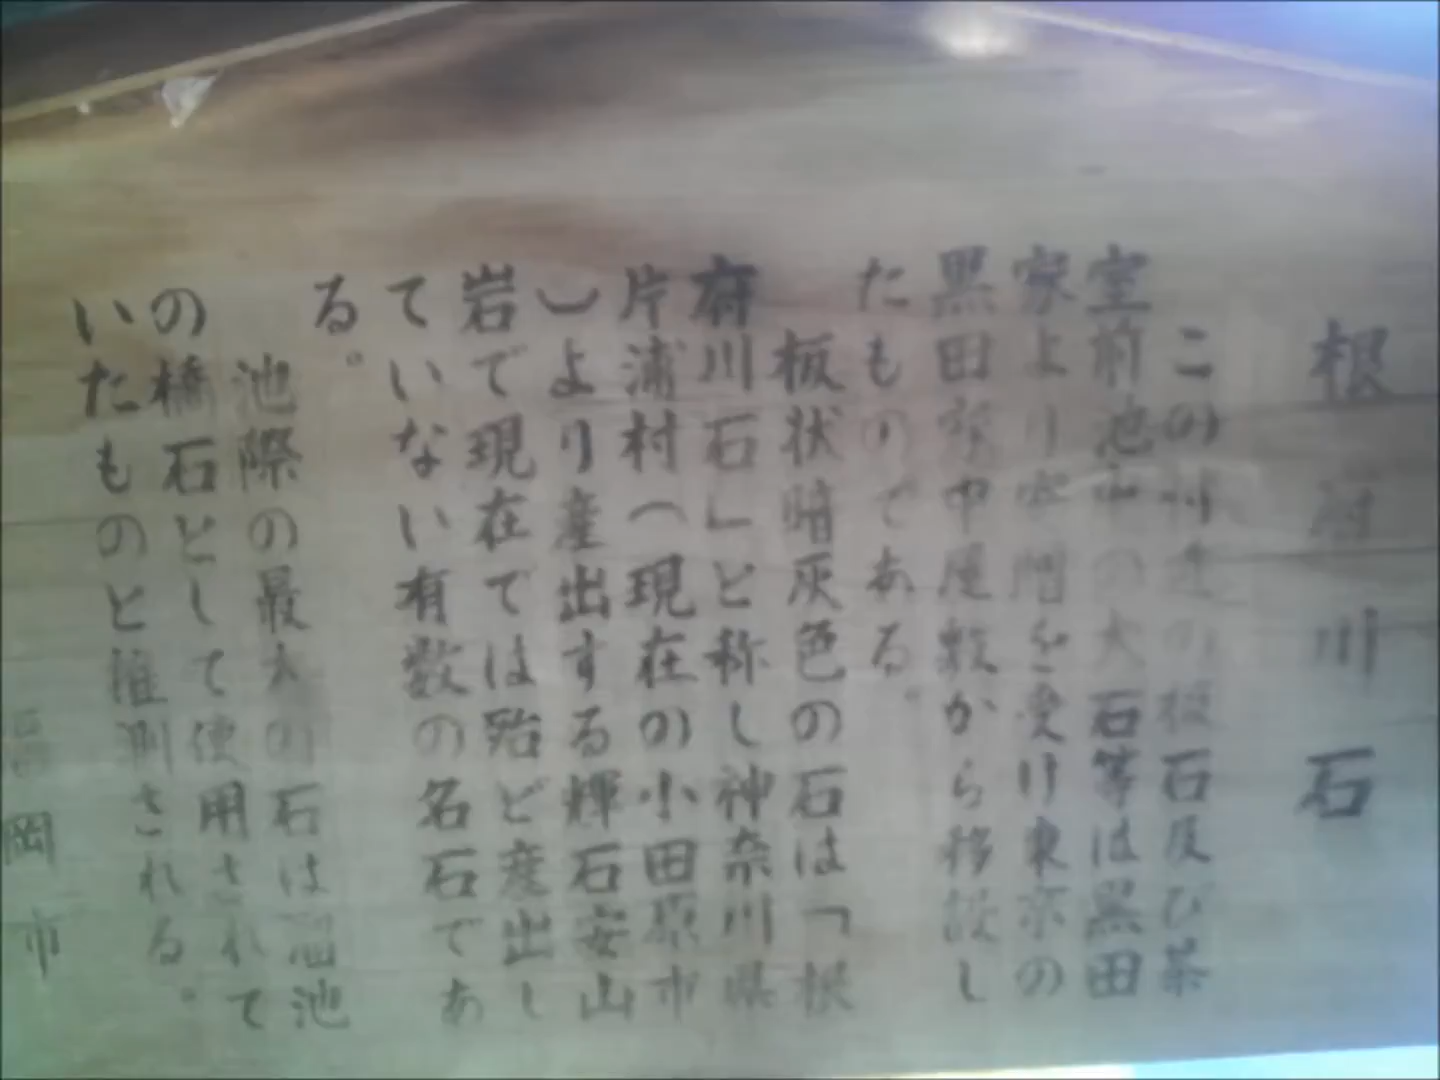 根府川石
この付近の板石及び茶
室前池中の大石等は黒田
家より寄贈を受け東京の
黒田家中屋敷から移設し
たものである。
板状暗灰色の石は「根
府川石」と称し神奈川県
片浦村(現在の小田原市
)より産出する輝石安山
岩で現在では殆ど産出し
ていない有数の名石であ
る。
池際の最大の石は池
の橋石として使用されて
いたものと推測される。
岡市